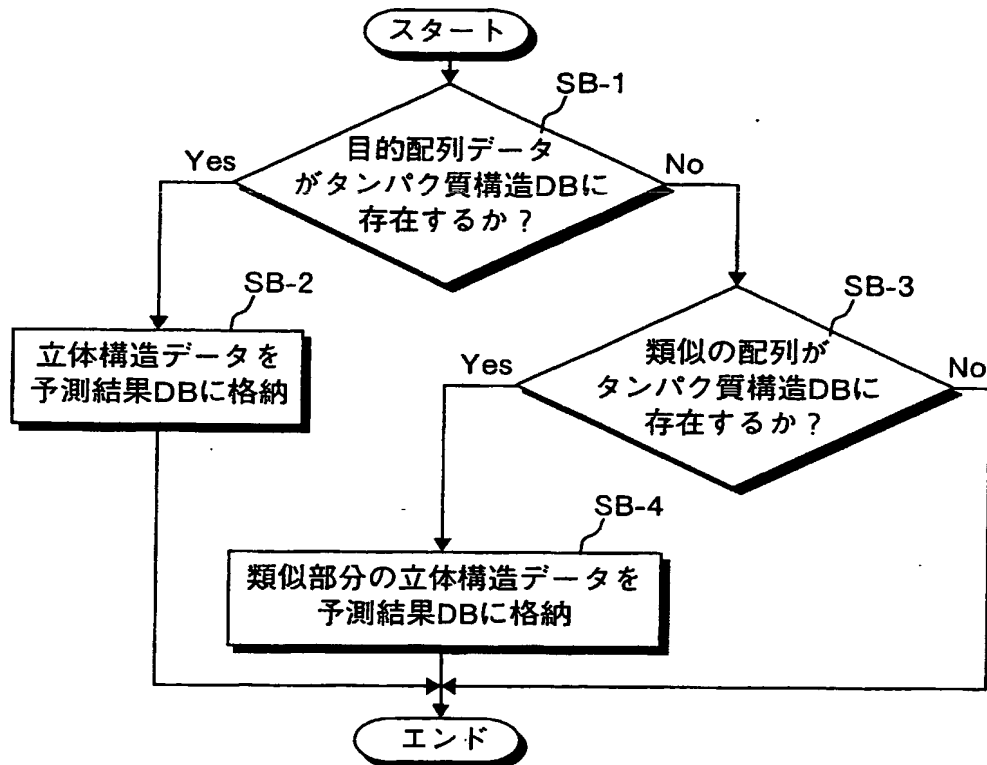 スタート
SB-1
目的配列データ
がタンパク質構造DBに
存在するか？
Yes
No
SB-2
立体構造データを
予測結果DBに格納
SB-3
類似の配列が
タンパク質構造DBに
存在するか？
Yes
No
SB-4
類似部分の立体構造データを
予測結果DBに格納
エンド